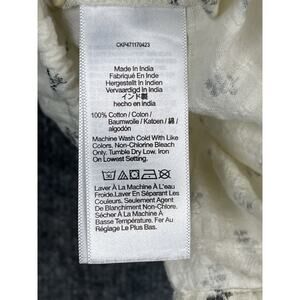 CKP471170423
Made In India
Fabriqué En Inde
Hergestellt In Indien
Vervaardigd In India
インド製
hecho en india
100% Cotton / Coton /
Baumwolle / Katoen / 綿 /
algodón
Machine Wash Cold With Like
Colors. Non-Chlorine Bleach
Only. Tumble Dry Low. Iron
On Lowest Setting.
Laver À La Machine À L'eau
Froide.Laver En Séparant Les
Couleurs, Seulement Agent
De Blanchiment Non-Chlore.
Sécher À La Machine À
Basse Température. Fer Au
Réglage Le Plus Bas.